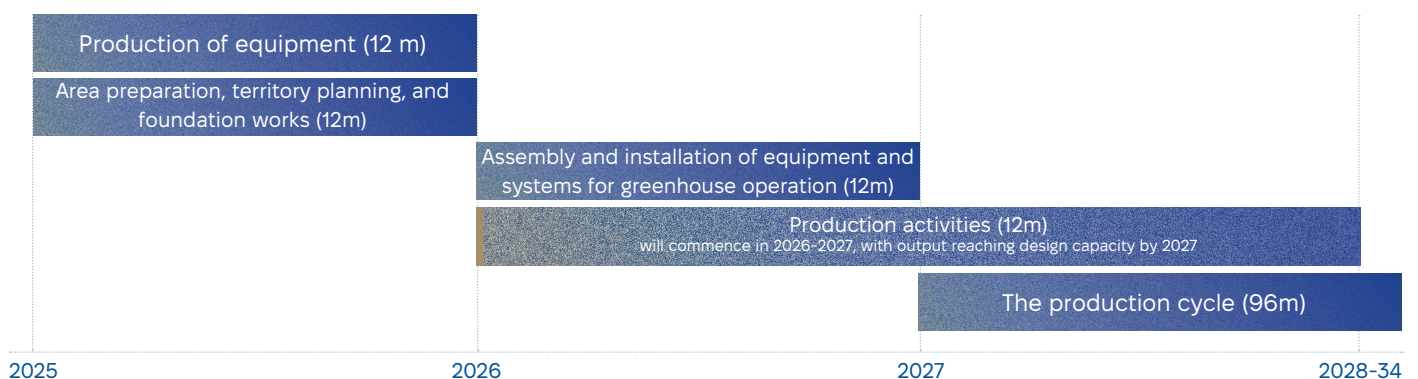 Production of equipment (12 m)
Area preparation, territory planning, and
foundation works (12m)
Assembly and installation of equipment and
systems for greenhouse operation (12m)
Production activities (12m)
will commence in 2026-2027, with output reaching design capacity by 2027
The production cycle (96m)
2025
2026
2027
2028-34